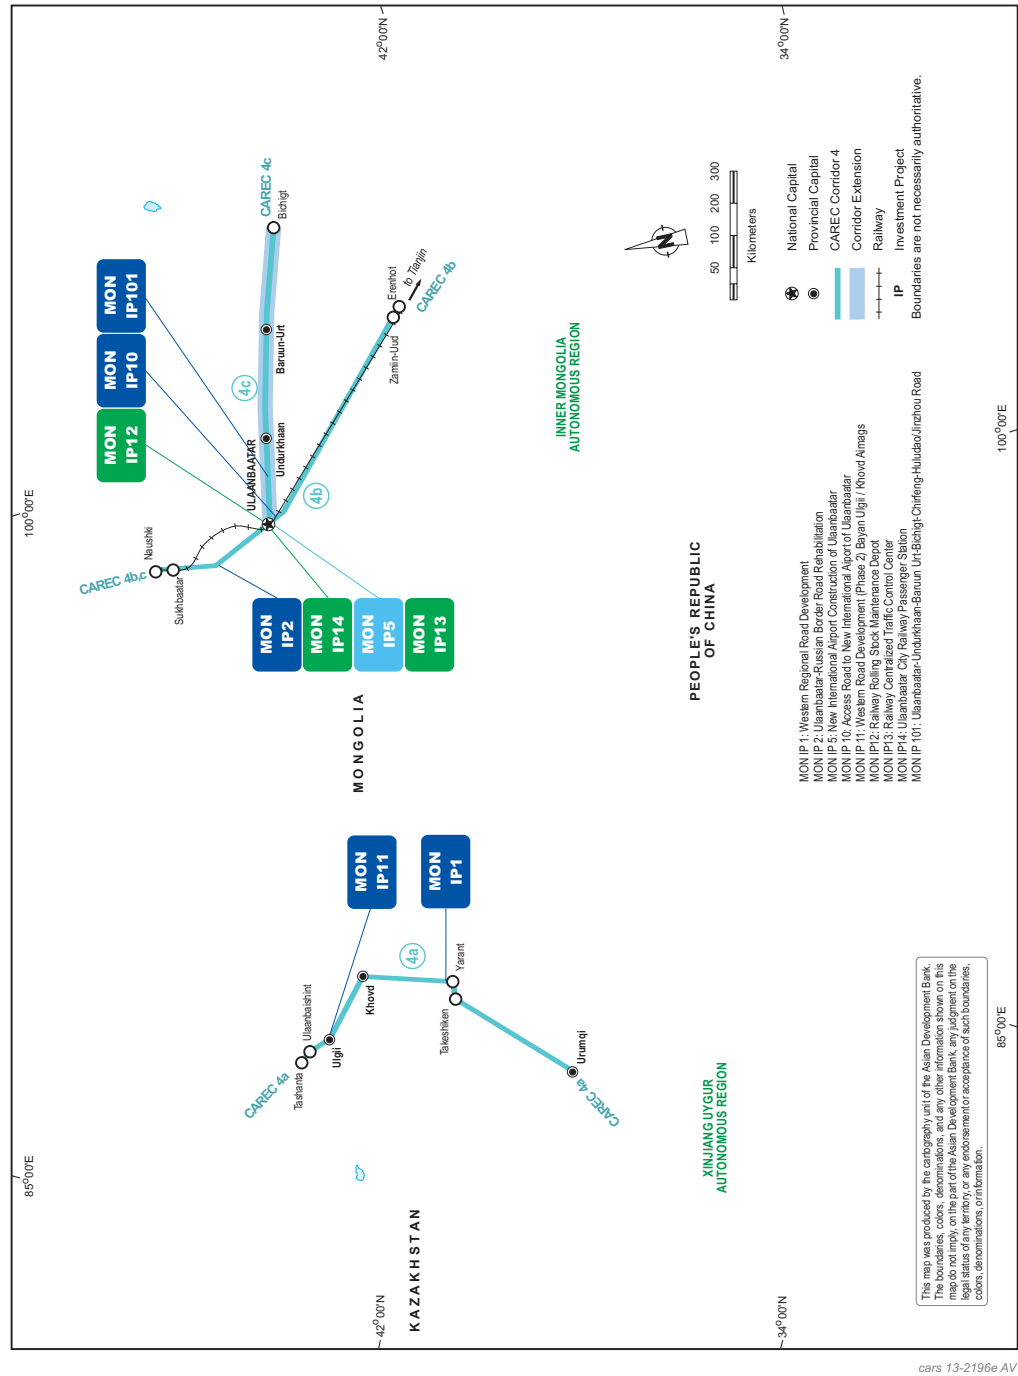 85°00'E
100°00'E
42°00'N
34°00'N
42°00'N
34°00'N
85°00'E
100°00'E
KAZAKHSTAN
MONGOLIA
PEOPLE'S REPUBLIC
OF CHINA
XINJIANG UYGUR
AUTONOMOUS REGION
INNER MONGOLIA
AUTONOMOUS REGION
CAREC 4a
Tashanta
Ulaanbaishint
Ulgii
Khovd
4a
Yarant
Takeshiken
Urumqi
CAREC 4a
MON
IP11
MON
IP1
CAREC 4b,c
Naushki
Sukhbaatar
ULAANBAATAR
Undurkhaan
4c
Baruun-Urt
Bichigt
CAREC 4c
4b
Zamiin-Uud
Erenhot
to Tianjin
CAREC 4b
MON
IP12
MON
IP10
MON
IP101
MON
IP2
MON
IP14
MON
IP5
MON
IP13
N
50 100 200 300
Kilometers
National Capital
Provincial Capital
CAREC Corridor 4
Corridor Extension
Railway
IP Investment Project
Boundaries are not necessarily authoritative.
MON IP 1: Western Regional Road Development
MON IP 2: Ulaanbaatar-Russian Border Road Rehabilitation
MON IP 5: New International Airport Construction of Ulaanbaatar
MON IP 10: Access Road to New International Aiport of Ulaanbaatar
MON IP 11: Western Road Development (Phase 2) Bayan Ulgii / Khovd Aimags
MON IP12: Railway Rolling Stock Maintenance Depot
MON IP13: Railway Centralized Traffic Control Center
MON IP14: Ulaanbaatar City Railway Passenger Station
MON IP 101: Ulaanbaatar-Undurkhaan-Baruun Urt-Bichigt-Chirfeng-Huludao/Jinzhou Road
This map was produced by the cartography unit of the Asian Development Bank.
The boundaries, colors, denominations, and any other information shown on this
map do not imply, on the part of the Asian Development Bank, any judgment on the
legal status of any territory, or any endorsement or acceptance of such boundaries,
colors, denominations, or information.
cars 13-2196e AV